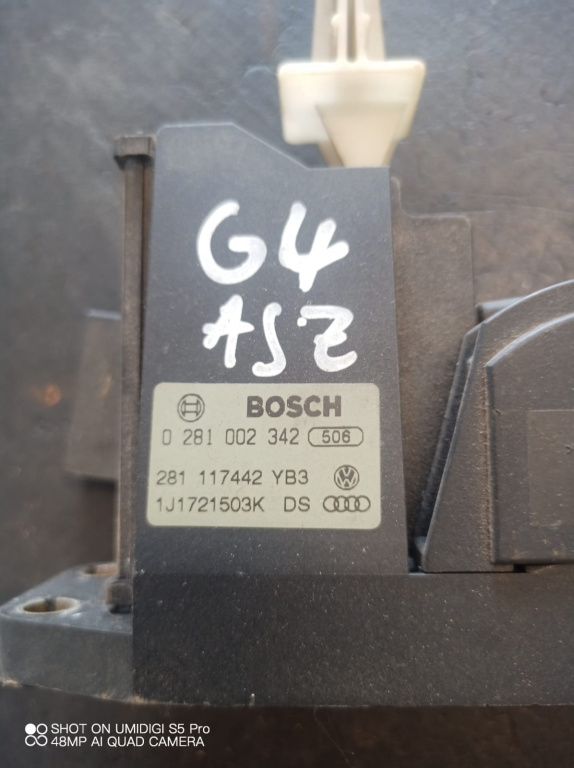 G4
ASZ
BOSCH
0 281 002 342 506
281 117442 YB3
1J1721503K DS
SHOT ON UMIDIGI S5 Pro
48MP AI QUAD CAMERA